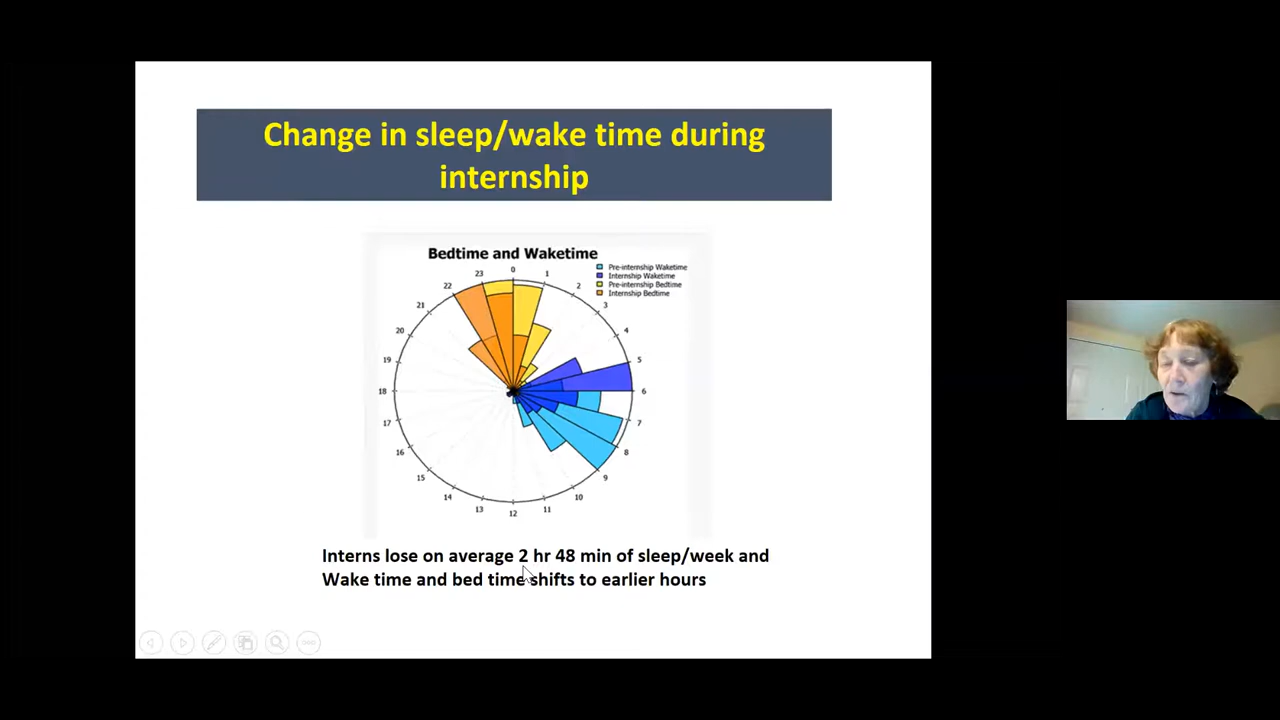 Change in sleep/wake time during
internship
Bedtime and Waketime
Pre-internship Waketime
Internship Waketime
Pre-internship Bedtime
Internship Bedtime
0
1
2
3
4
5
6
7
8
9
10
11
12
13
14
15
16
17
18
19
20
21
22
23
Interns lose on average 2 hr 48 min of sleep/week and
Wake time and bed time shifts to earlier hours